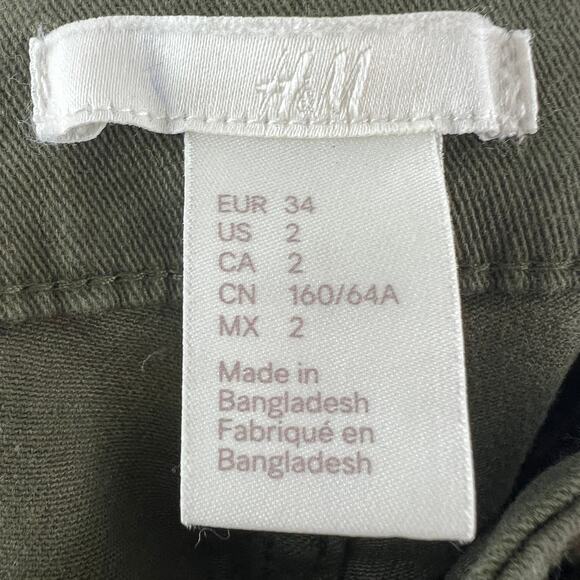 H&M
EUR 34
US 2
CA 2
CN 160/64A
MX 2
Made in
Bangladesh
Fabriqué en
Bangladesh